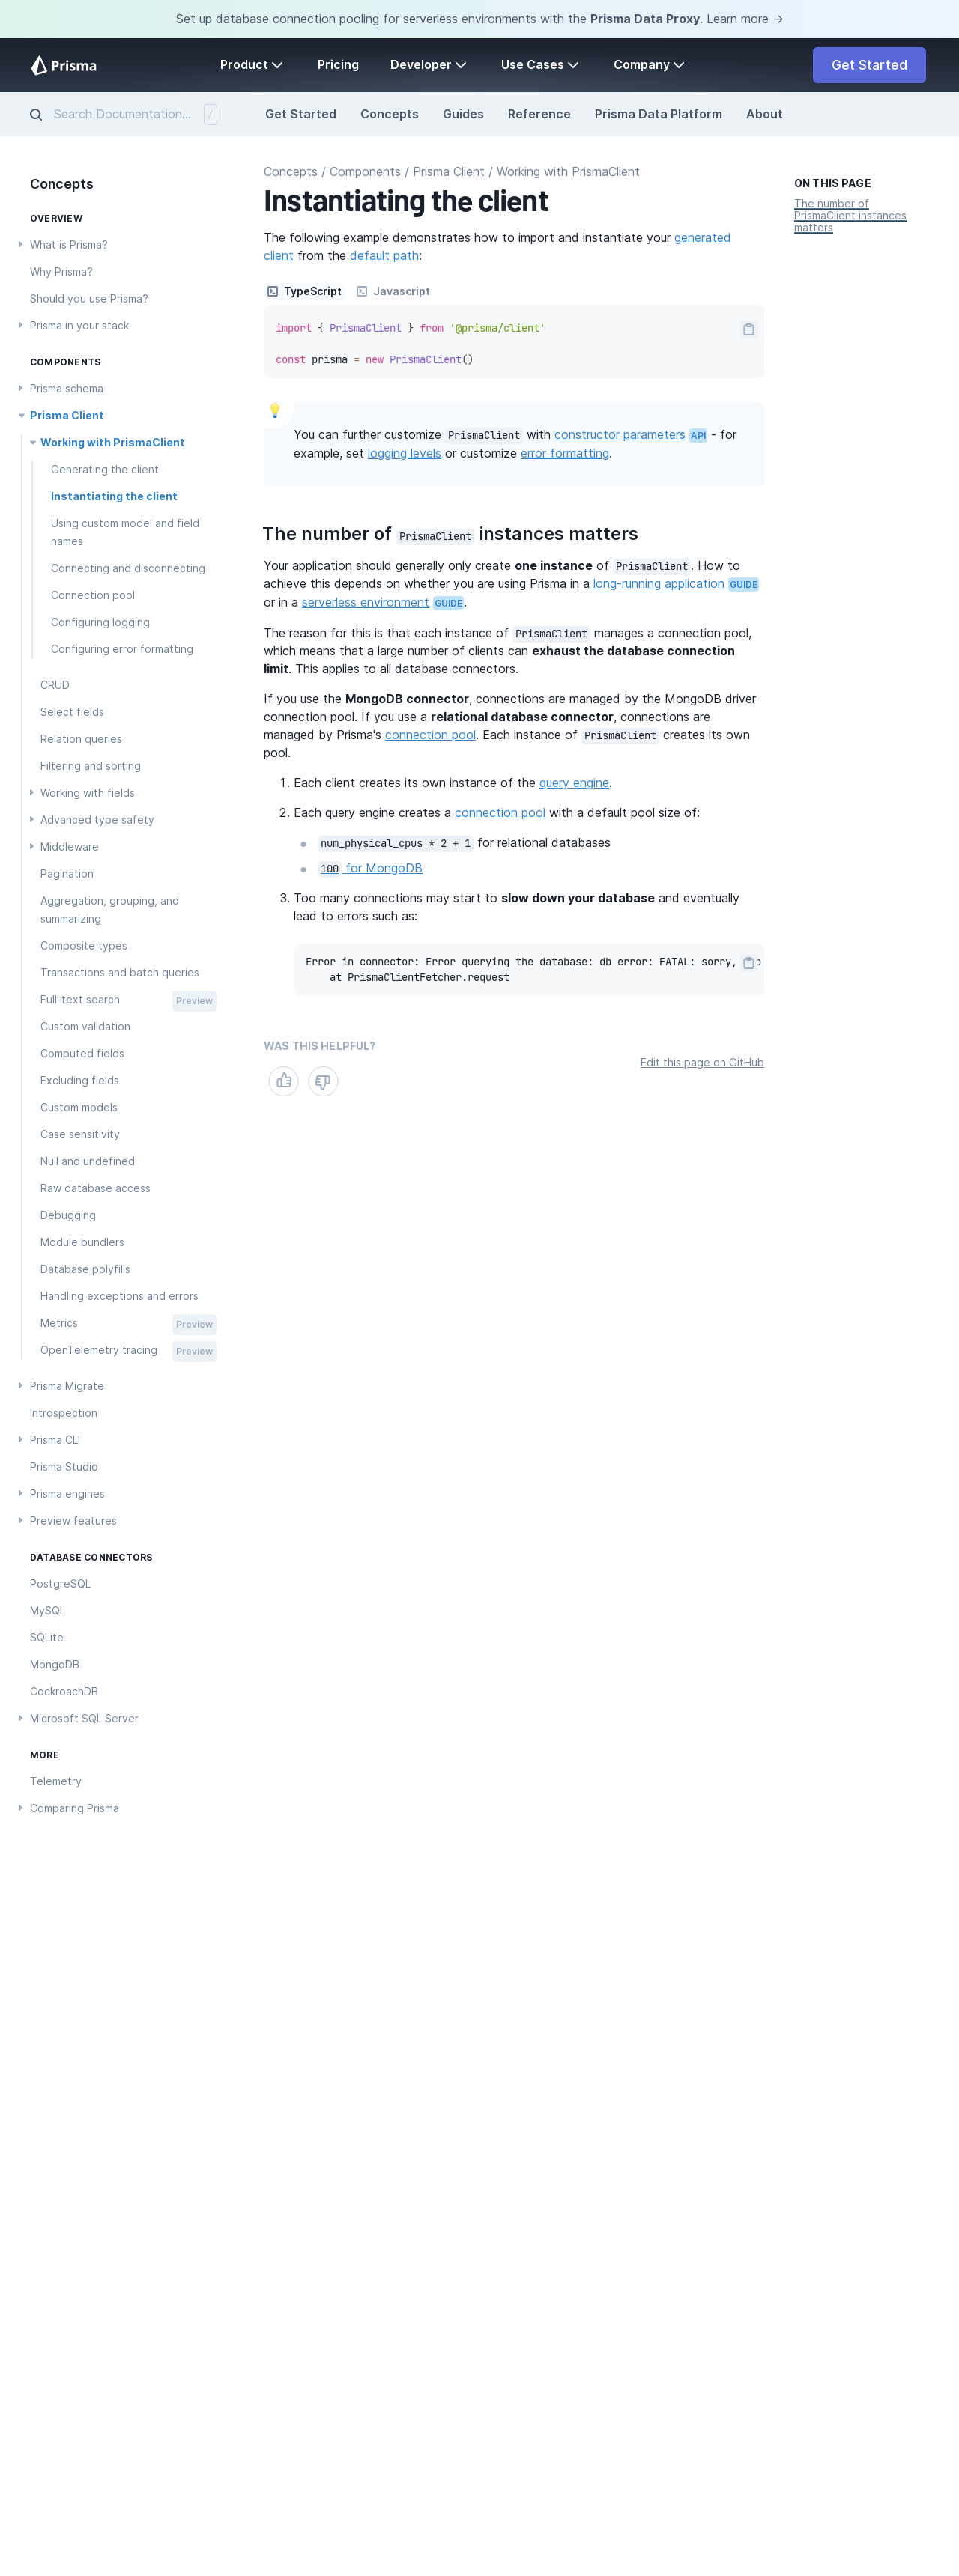 Set up database connection pooling for serverless environments with the Prisma Data Proxy. Learn more →
Prisma
Product
Pricing
Developer
Use Cases
Company
Get Started
Search Documentation...
/
Get Started
Concepts
Guides
Reference
Prisma Data Platform
About
Concepts
OVERVIEW
What is Prisma?
Why Prisma?
Should you use Prisma?
Prisma in your stack
COMPONENTS
Prisma schema
Prisma Client
Working with PrismaClient
Generating the client
Instantiating the client
Using custom model and field
names
Connecting and disconnecting
Connection pool
Configuring logging
Configuring error formatting
CRUD
Select fields
Relation queries
Filtering and sorting
Working with fields
Advanced type safety
Middleware
Pagination
Aggregation, grouping, and
summarizing
Composite types
Transactions and batch queries
Full-text search Preview
Custom validation
Computed fields
Excluding fields
Custom models
Case sensitivity
Null and undefined
Raw database access
Debugging
Module bundlers
Database polyfills
Handling exceptions and errors
Metrics Preview
OpenTelemetry tracing Preview
Prisma Migrate
Introspection
Prisma CLI
Prisma Studio
Prisma engines
Preview features
DATABASE CONNECTORS
PostgreSQL
MySQL
SQLite
MongoDB
CockroachDB
Microsoft SQL Server
MORE
Telemetry
Comparing Prisma
Concepts / Components / Prisma Client / Working with PrismaClient
Instantiating the client
The following example demonstrates how to import and instantiate your generated
client from the default path:
TypeScript
Javascript
import { PrismaClient } from '@prisma/client'
const prisma = new PrismaClient()
You can further customize PrismaClient with constructor parameters API - for
example, set logging levels or customize error formatting.
The number of PrismaClient instances matters
Your application should generally only create one instance of PrismaClient. How to
achieve this depends on whether you are using Prisma in a long-running application GUIDE
or in a serverless environment GUIDE.
The reason for this is that each instance of PrismaClient manages a connection pool,
which means that a large number of clients can exhaust the database connection
limit. This applies to all database connectors.
If you use the MongoDB connector, connections are managed by the MongoDB driver
connection pool. If you use a relational database connector, connections are
managed by Prisma's connection pool. Each instance of PrismaClient creates its own
pool.
1. Each client creates its own instance of the query engine.
2. Each query engine creates a connection pool with a default pool size of:
num_physical_cpus * 2 + 1 for relational databases
100 for MongoDB
3. Too many connections may start to slow down your database and eventually
lead to errors such as:
Error in connector: Error querying the database: db error: FATAL: sorry,
at PrismaClientFetcher.request
WAS THIS HELPFUL?
Edit this page on GitHub
ON THIS PAGE
The number of
PrismaClient instances
matters